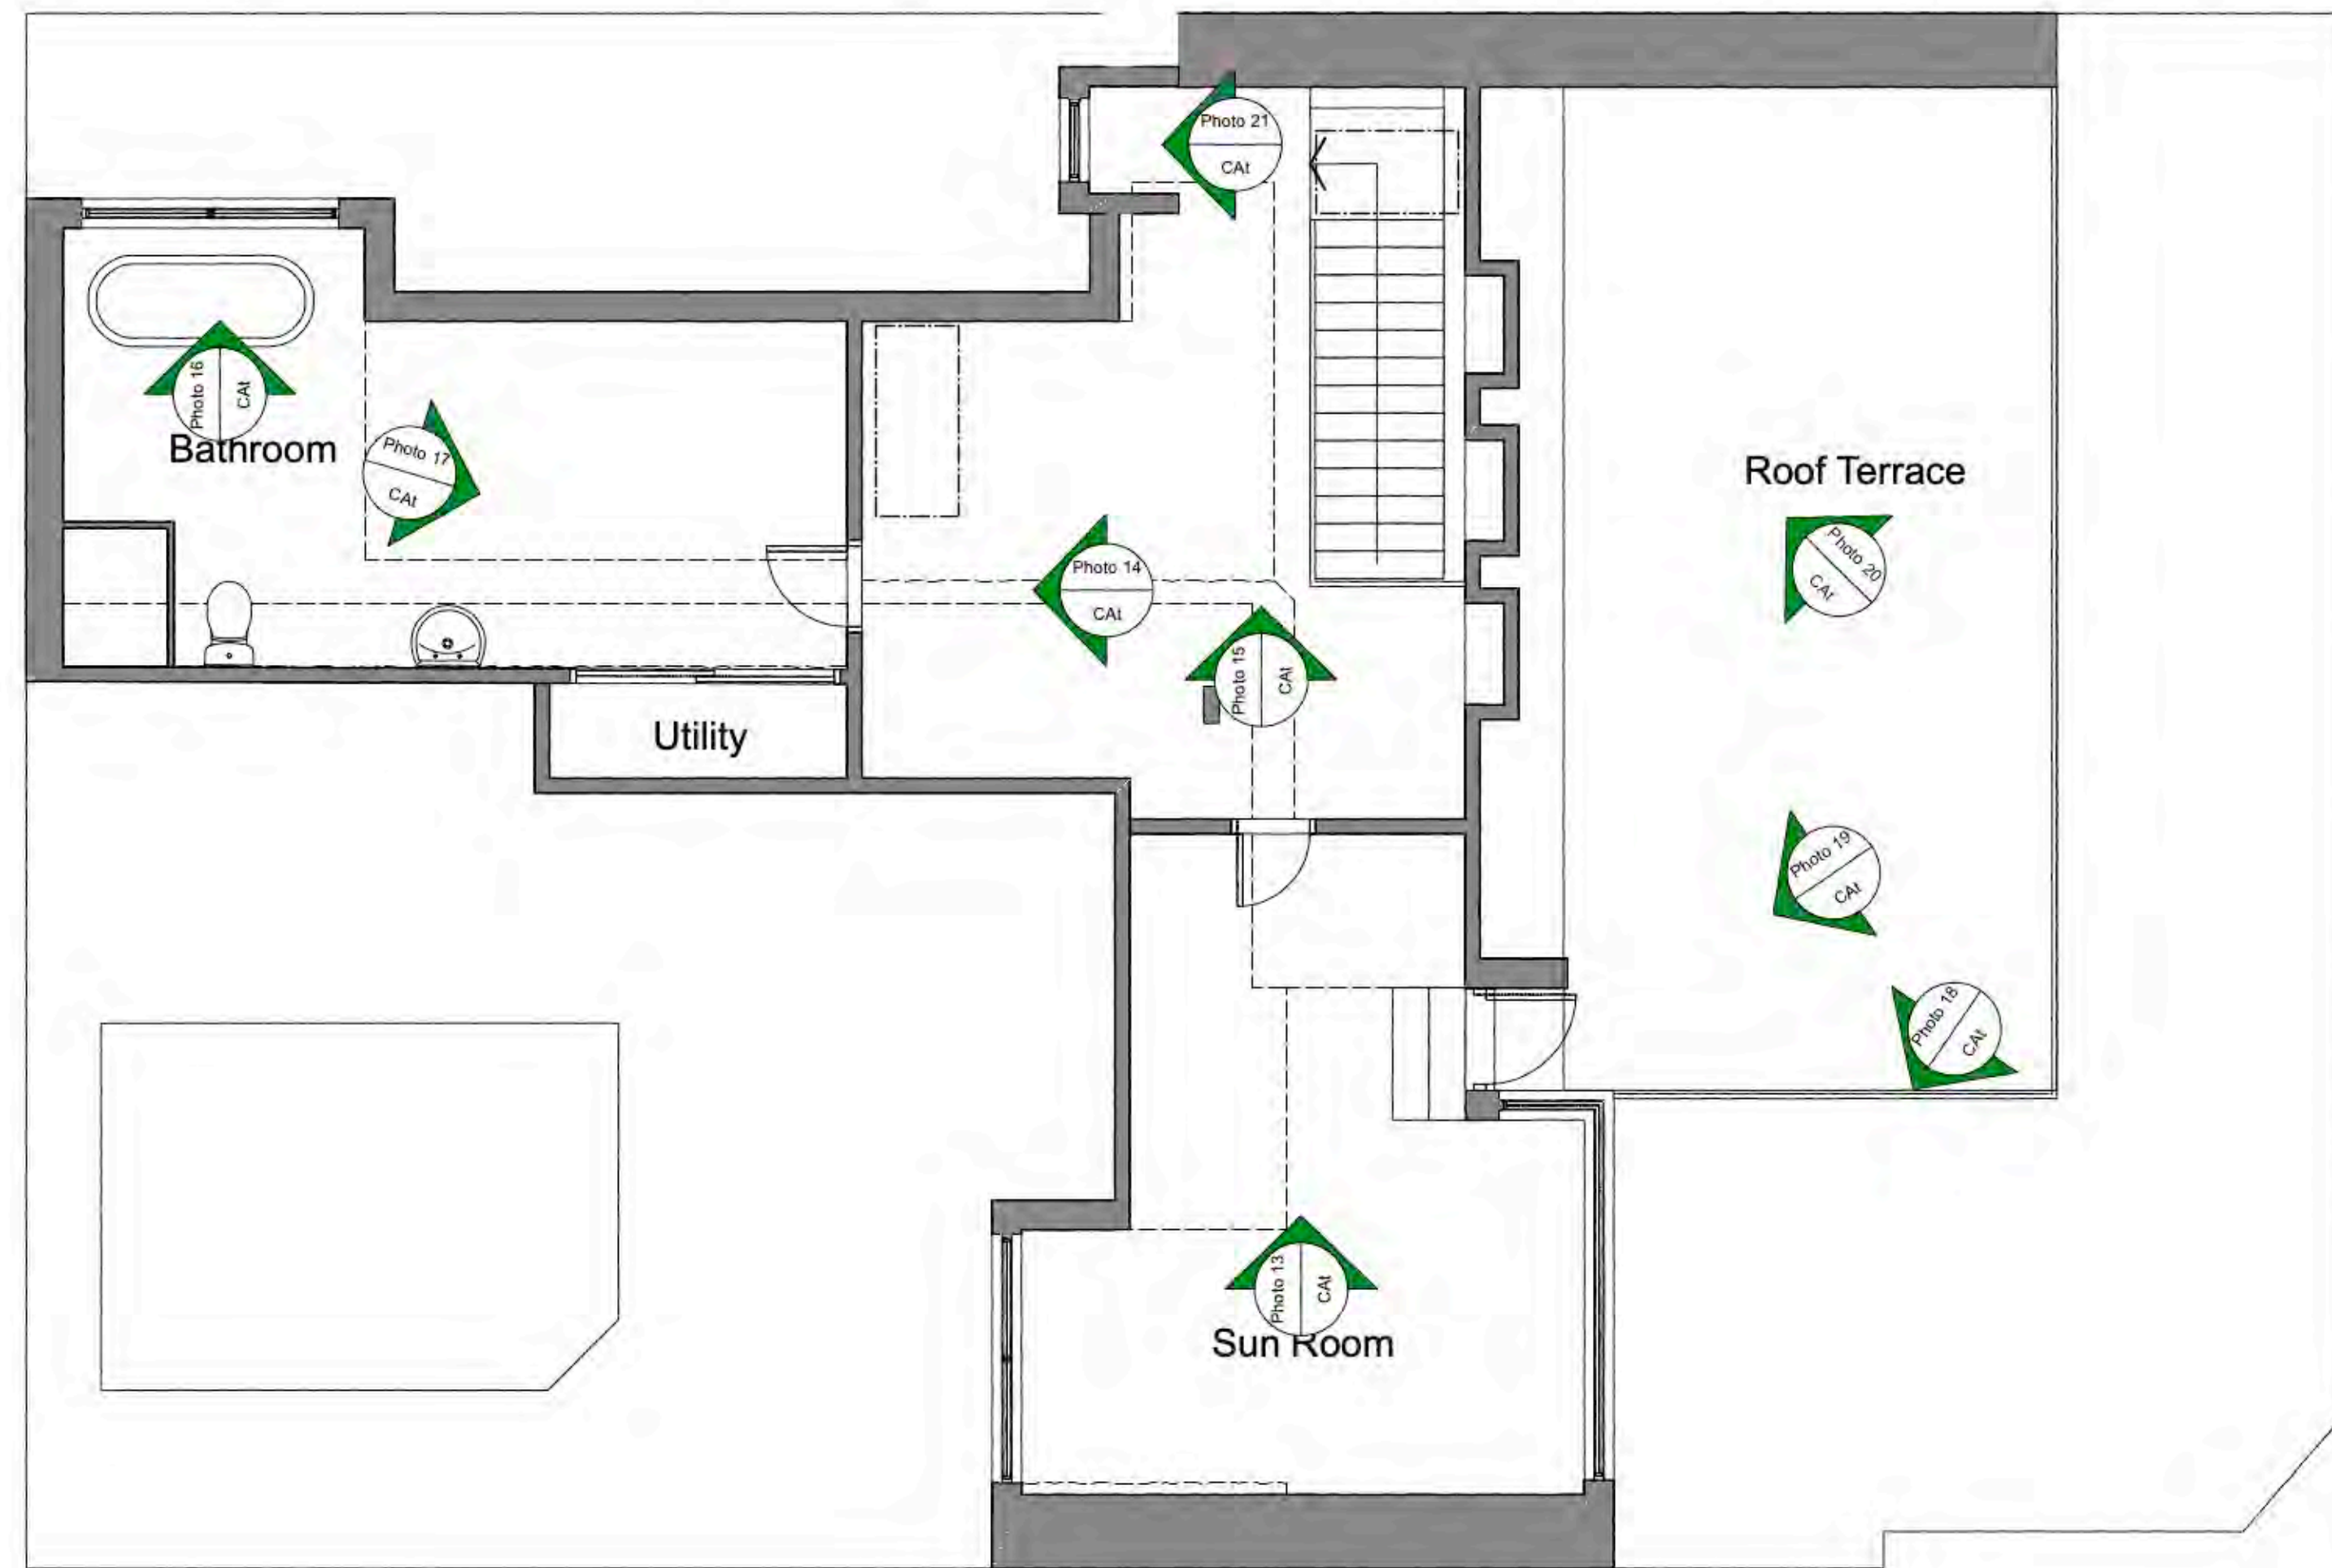 Photo 21
CAt
Photo 16
CAt
Bathroom
Photo 17
CAt
Roof Terrace
Photo 20
CAt
Photo 14
CAt
Photo 15
CAt
Utility
Photo 19
CAt
Photo 18
CAt
Photo 13
CAt
Sun Room